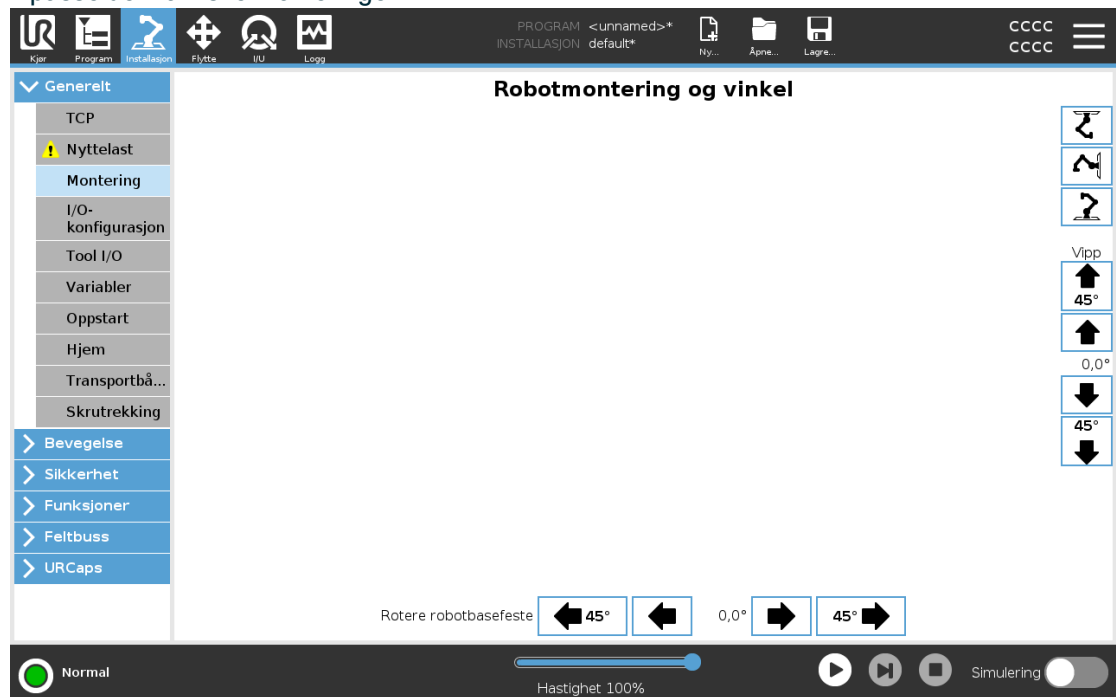 PROGRAM <unnamed>*
INSTALLASJON default*
Ny...
Åpne...
Lagre...
CCCC
CCCC
UR
Kjør
Program
Installasjon
Flytte
I/U
Logg
Generelt
TCP
Nyttelast
Montering
I/O-
konfigurasjon
Tool I/O
Variabler
Oppstart
Hjem
Transportbå...
Skrutrekking
Bevegelse
Sikkerhet
Funksjoner
Feltbuss
URCaps
Robotmontering og vinkel
Vipp
45°
0,0°
45°
Rotere robotbasefeste 45° 0,0° 45°
Normal
Hastighet 100%
Simulering